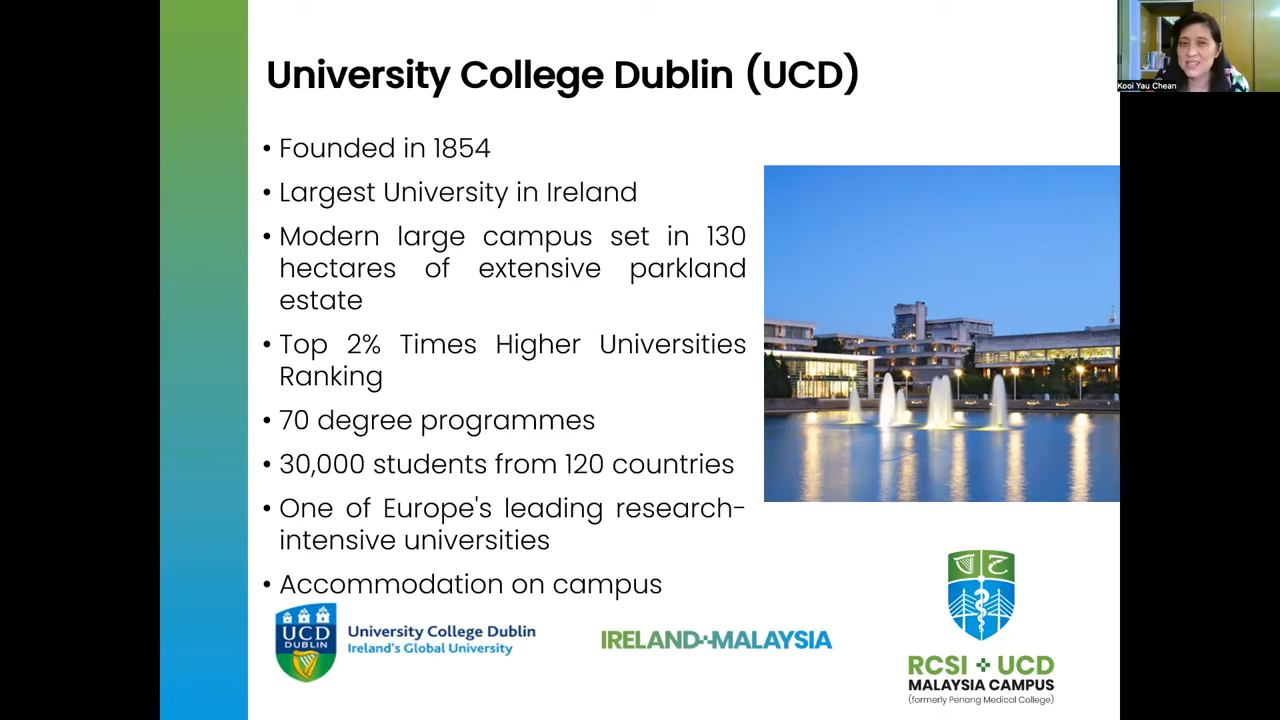 University College Dublin (UCD)
Kooi Yau Chean
• Founded in 1854
• Largest University in Ireland
• Modern large campus set in 130
hectares of extensive parkland
estate
• Top 2% Times Higher Universities
Ranking
• 70 degree programmes
• 30,000 students from 120 countries
• One of Europe's leading research-
intensive universities
• Accommodation on campus
UCD
DUBLIN
University College Dublin
Ireland's Global University
IRELAND MALAYSIA
RCSI UCD
MALAYSIA CAMPUS
(formerly Penang Medical College)